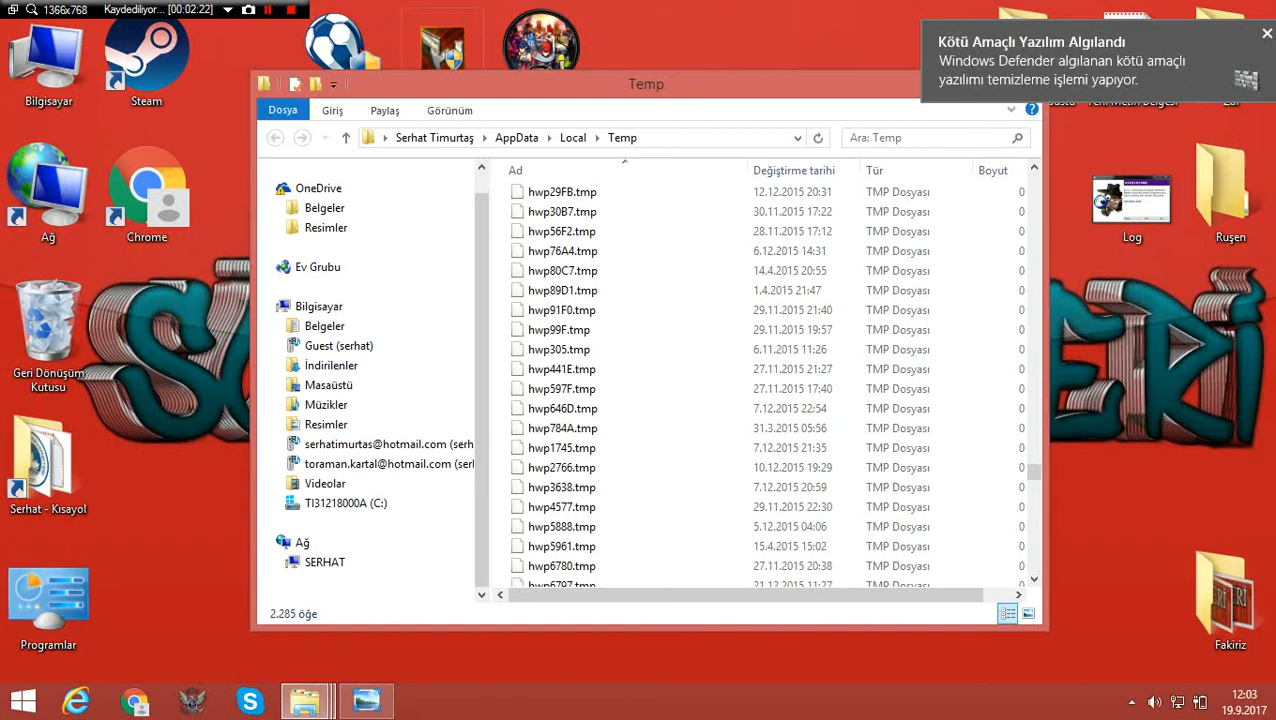 1366x768 Kaydediliyor... [00:02:22]
Kötü Amaçlı Yazılım Algılandı
Windows Defender algılanan kötü amaçlı
yazılımı temizleme işlemi yapıyor.
Bilgisayar
Steam
Ağ
Chrome
Geri Dönüşüm
Kutusu
Serhat - Kısayol
Programlar
Log
Ruşen
Fakiriz
Temp
Dosya Giriş Paylaş Görünüm
Serhat Timurtaş AppData Local Temp
Ara: Temp
OneDrive
Belgeler
Resimler
Ev Grubu
Bilgisayar
Belgeler
Guest (serhat)
İndirilenler
Masaüstü
Müzikler
Resimler
serhatimurtas@hotmail.com (serh
toraman.kartal@hotmail.com (serl
Videolar
TI31218000A (C:)
Ağ
SERHAT
Ad Değiştirme tarihi Tür Boyut
hwp29FB.tmp 12.12.2015 20:31 TMP Dosyası 0
hwp30B7.tmp 30.11.2015 17:22 TMP Dosyası 0
hwp56F2.tmp 28.11.2015 17:12 TMP Dosyası 0
hwp76A4.tmp 6.12.2015 14:31 TMP Dosyası 0
hwp80C7.tmp 14.4.2015 20:55 TMP Dosyası 0
hwp89D1.tmp 1.4.2015 21:47 TMP Dosyası 0
hwp91F0.tmp 29.11.2015 21:40 TMP Dosyası 0
hwp99F.tmp 29.11.2015 19:57 TMP Dosyası 0
hwp305.tmp 6.11.2015 11:26 TMP Dosyası 0
hwp441E.tmp 27.11.2015 21:27 TMP Dosyası 0
hwp597F.tmp 27.11.2015 17:40 TMP Dosyası 0
hwp646D.tmp 7.12.2015 22:54 TMP Dosyası 0
hwp784A.tmp 31.3.2015 05:56 TMP Dosyası 0
hwp1745.tmp 7.12.2015 21:35 TMP Dosyası 0
hwp2766.tmp 10.12.2015 19:29 TMP Dosyası 0
hwp3638.tmp 7.12.2015 20:59 TMP Dosyası 0
hwp4577.tmp 29.11.2015 22:30 TMP Dosyası 0
hwp5888.tmp 5.12.2015 04:06 TMP Dosyası 0
hwp5961.tmp 15.4.2015 15:02 TMP Dosyası 0
hwp6780.tmp 27.11.2015 20:38 TMP Dosyası 0
hwp6797.tmp 21.12.2015 11:27 TMP Dosyası 0
2.285 öğe
12:03
19.9.2017